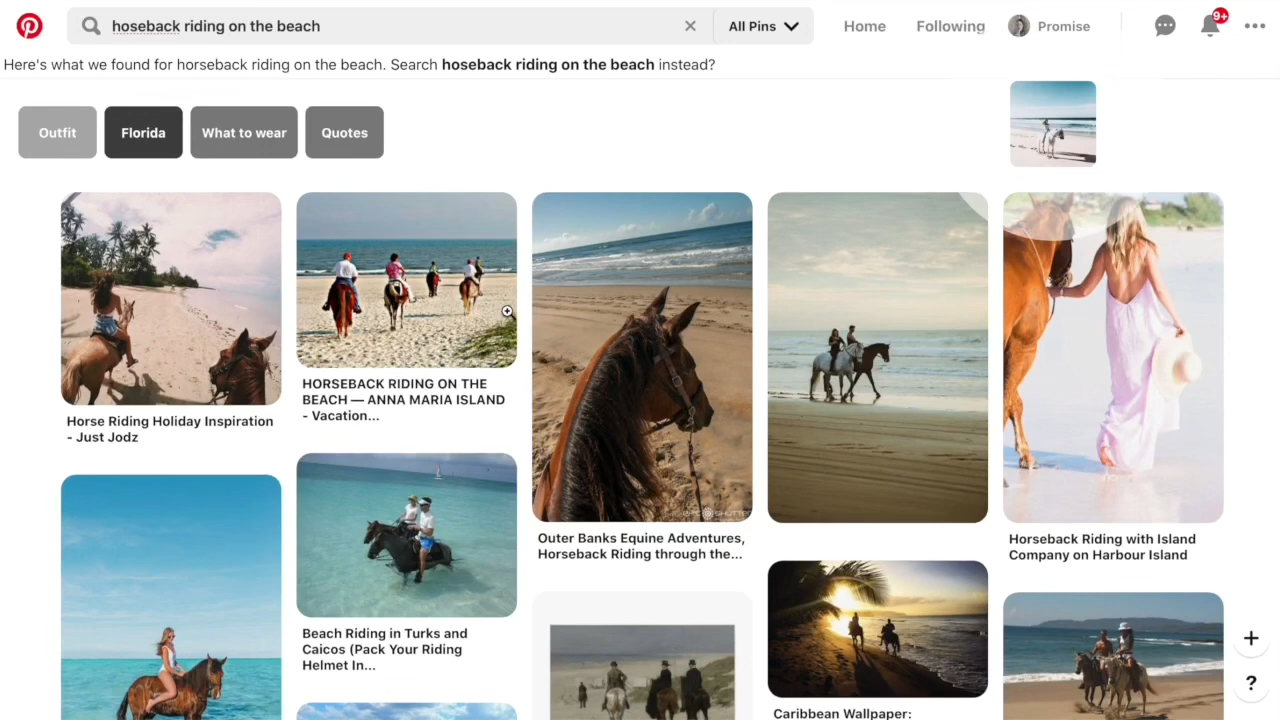 hoseback riding on the beach
All Pins
Home
Following
Promise
9+
Here's what we found for horseback riding on the beach. Search hoseback riding on the beach instead?
Outfit
Florida
What to wear
Quotes
Horse Riding Holiday Inspiration
- Just Jodz
HORSEBACK RIDING ON THE
BEACH — ANNA MARIA ISLAND
- Vacation...
Beach Riding in Turks and
Caicos (Pack Your Riding
Helmet In...
Outer Banks Equine Adventures,
Horseback Riding through the...
Caribbean Wallpaper:
Horseback Riding with Island
Company on Harbour Island
+
?